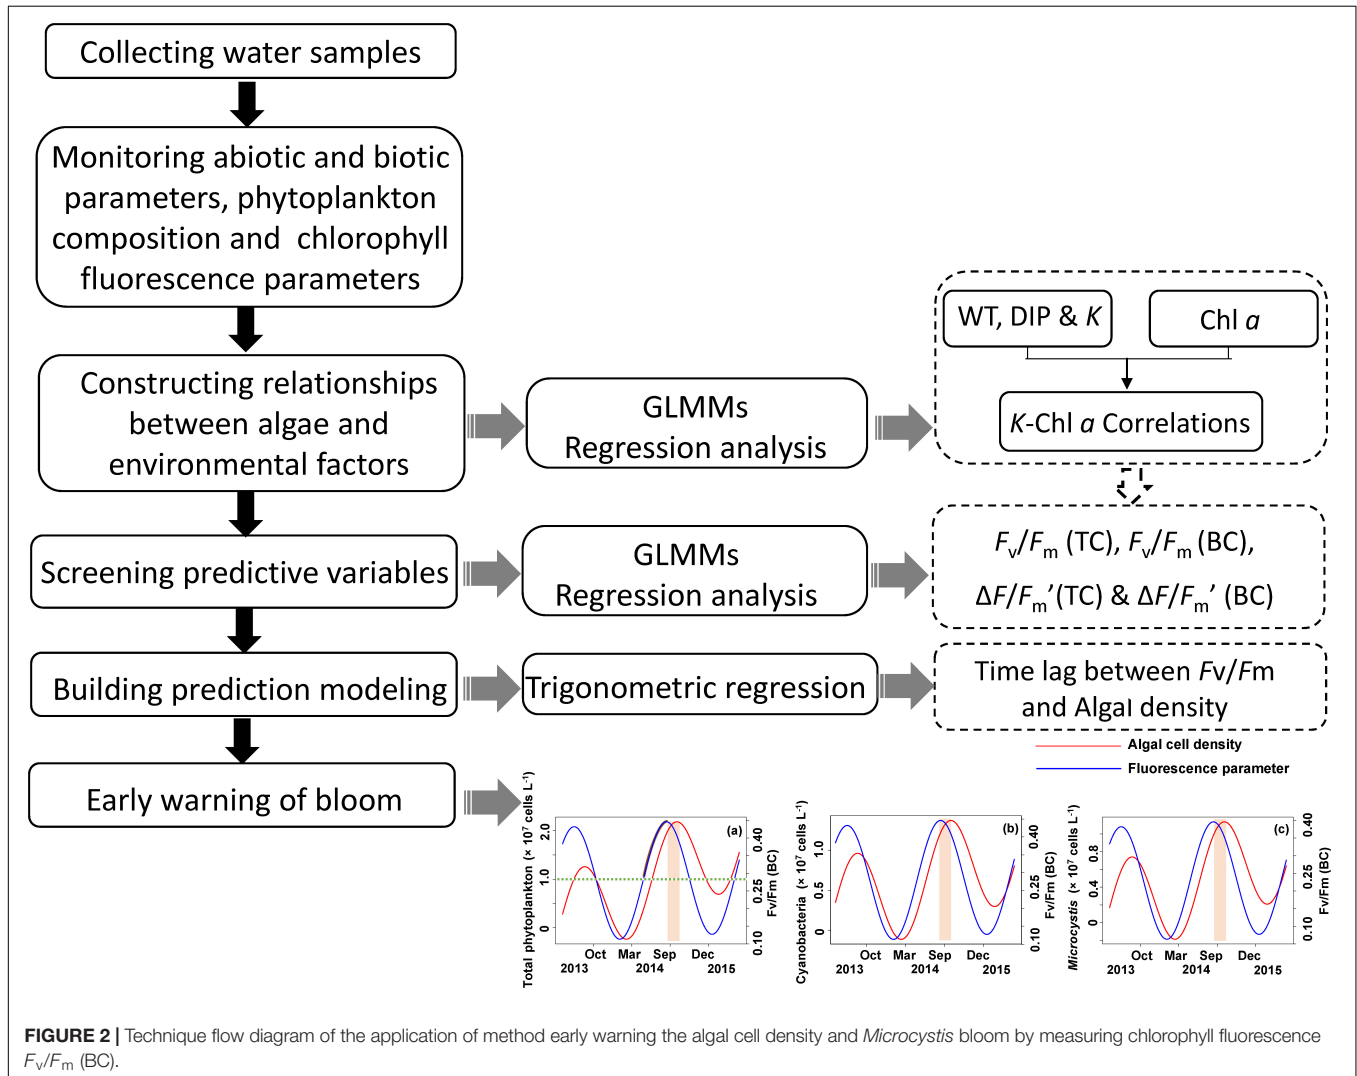 Collecting water samples
Monitoring abiotic and biotic
parameters, phytoplankton
composition and chlorophyll
fluorescence parameters
Constructing relationships
between algae and
environmental factors
GLMMs
Regression analysis
WT, DIP & K
Chl a
K-Chl a Correlations
Screening predictive variables
GLMMs
Regression analysis
Fv/Fm (TC), Fv/Fm (BC),
ΔF/Fm’(TC) & ΔF/Fm’ (BC)
Building prediction modeling
Trigonometric regression
Time lag between Fv/Fm
and Algal density
Early warning of bloom
Algal cell density
Fluorescence parameter
Total phytoplankton (× 10⁷ cells L⁻¹)
2.0
1.0
0
(a)
0.40
0.25
0.10
Fv/Fm (BC)
Oct
Mar
Sep
Dec
2013
2014
2015
Cyanobacteria (× 10⁷ cells L⁻¹)
1.0
0.5
0
(b)
0.40
0.25
0.10
Fv/Fm (BC)
Oct
Mar
Sep
Dec
2013
2014
2015
Microcystis (× 10⁷ cells L⁻¹)
0.8
0.4
0
(c)
0.40
0.25
0.10
Fv/Fm (BC)
Oct
Mar
Sep
Dec
2013
2014
2015
FIGURE 2 | Technique flow diagram of the application of method early warning the algal cell density and Microcystis bloom by measuring chlorophyll fluorescence
Fv/Fm (BC).